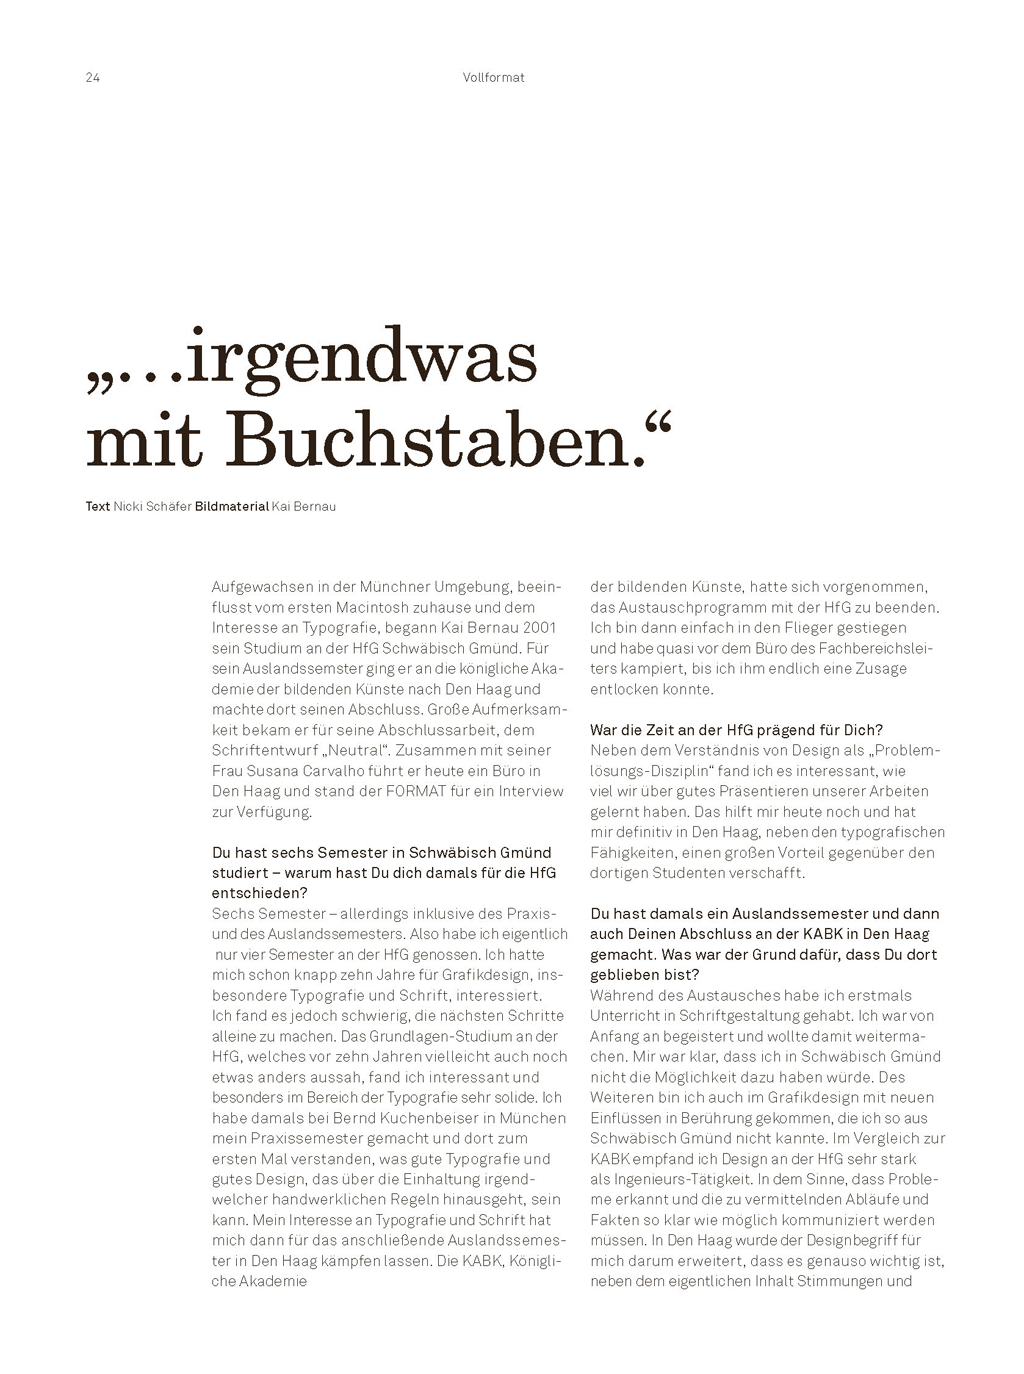 24
Vollformat
„…irgendwas
mit Buchstaben.“
Text Nicki Schäfer Bildmaterial Kai Bernau
Aufgewachsen in der Münchner Umgebung, beein-
flusst vom ersten Macintosh zuhause und dem
Interesse an Typografie, begann Kai Bernau 2001
sein Studium an der HfG Schwäbisch Gmünd. Für
sein Auslandssemster ging er an die königliche Aka-
demie der bildenden Künste nach Den Haag und
machte dort seinen Abschluss. Große Aufmerksam-
keit bekam er für seine Abschlussarbeit, dem
Schriftentwurf „Neutral“. Zusammen mit seiner
Frau Susana Carvalho führt er heute ein Büro in
Den Haag und stand der FORMAT für ein Interview
zur Verfügung.
Du hast sechs Semester in Schwäbisch Gmünd
studiert – warum hast Du dich damals für die HfG
entschieden?
Sechs Semester – allerdings inklusive des Praxis-
und des Auslandssemesters. Also habe ich eigentlich
nur vier Semester an der HfG genossen. Ich hatte
mich schon knapp zehn Jahre für Grafikdesign, ins-
besondere Typografie und Schrift, interessiert.
Ich fand es jedoch schwierig, die nächsten Schritte
alleine zu machen. Das Grundlagen-Studium an der
HfG, welches vor zehn Jahren vielleicht auch noch
etwas anders aussah, fand ich interessant und
besonders im Bereich der Typografie sehr solide. Ich
habe damals bei Bernd Kuchenbeiser in München
mein Praxissemester gemacht und dort zum
ersten Mal verstanden, was gute Typografie und
gutes Design, das über die Einhaltung irgend-
welcher handwerklichen Regeln hinausgeht, sein
kann. Mein Interesse an Typografie und Schrift hat
mich dann für das anschließende Auslandssemes-
ter in Den Haag kämpfen lassen. Die KABK, Königli-
che Akademie
der bildenden Künste, hatte sich vorgenommen,
das Austauschprogramm mit der HfG zu beenden.
Ich bin dann einfach in den Flieger gestiegen
und habe quasi vor dem Büro des Fachbereichslei-
ters kampiert, bis ich ihm endlich eine Zusage
entlocken konnte.
War die Zeit an der HfG prägend für Dich?
Neben dem Verständnis von Design als „Problem-
lösungs-Disziplin“ fand ich es interessant, wie
viel wir über gutes Präsentieren unserer Arbeiten
gelernt haben. Das hilft mir heute noch und hat
mir definitiv in Den Haag, neben den typografischen
Fähigkeiten, einen großen Vorteil gegenüber den
dortigen Studenten verschafft.
Du hast damals ein Auslandssemester und dann
auch Deinen Abschluss an der KABK in Den Haag
gemacht. Was war der Grund dafür, dass Du dort
geblieben bist?
Während des Austausches habe ich erstmals
Unterricht in Schriftgestaltung gehabt. Ich war von
Anfang an begeistert und wollte damit weiterma-
chen. Mir war klar, dass ich in Schwäbisch Gmünd
nicht die Möglichkeit dazu haben würde. Des
Weiteren bin ich auch im Grafikdesign mit neuen
Einflüssen in Berührung gekommen, die ich so aus
Schwäbisch Gmünd nicht kannte. Im Vergleich zur
KABK empfand ich Design an der HfG sehr stark
als Ingenieurs-Tätigkeit. In dem Sinne, dass Proble-
me erkannt und die zu vermittelnden Abläufe und
Fakten so klar wie möglich kommuniziert werden
müssen. In Den Haag wurde der Designbegriff für
mich darum erweitert, dass es genauso wichtig ist,
neben dem eigentlichen Inhalt Stimmungen und